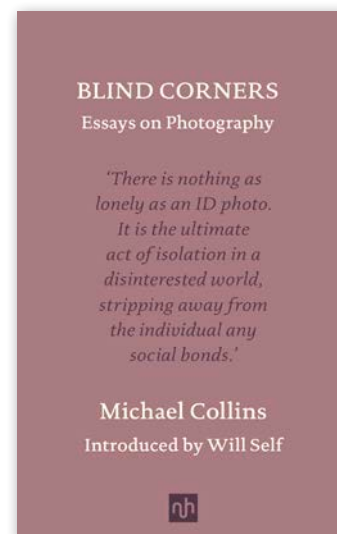 BLIND CORNERS
Essays on Photography
‘There is nothing as
lonely as an ID photo.
It is the ultimate
act of isolation in a
disinterested world,
stripping away from
the individual any
social bonds.’
Michael Collins
Introduced by Will Self
nh